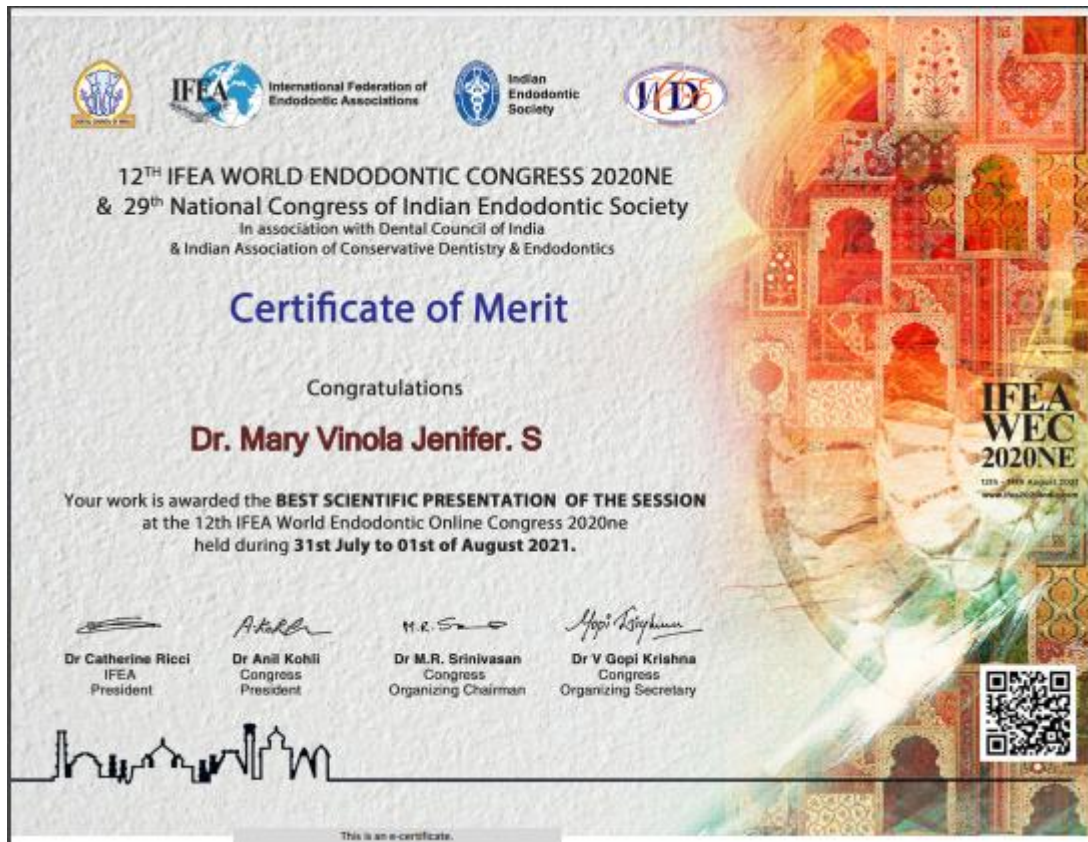 IFEA
International Federation of
Endodontic Associations
Indian
Endodontic
Society
12TH IFEA WORLD ENDODONTIC CONGRESS 2020NE
& 29th National Congress of Indian Endodontic Society
In association with Dental Council of India
& Indian Association of Conservative Dentistry & Endodontics
Certificate of Merit
Congratulations
Dr. Mary Vinola Jenifer. S
Your work is awarded the BEST SCIENTIFIC PRESENTATION OF THE SESSION
at the 12th IFEA World Endodontic Online Congress 2020ne
held during 31st July to 01st of August 2021.
IFEA
WEC
2020NE
August 2021
Dr Catherine Ricci
IFEA
President
Dr Anil Kohli
Congress
President
Dr M.R. Srinivasan
Congress
Organizing Chairman
Dr V Gopi Krishna
Congress
Organizing Secretary
This is an e-certificate.